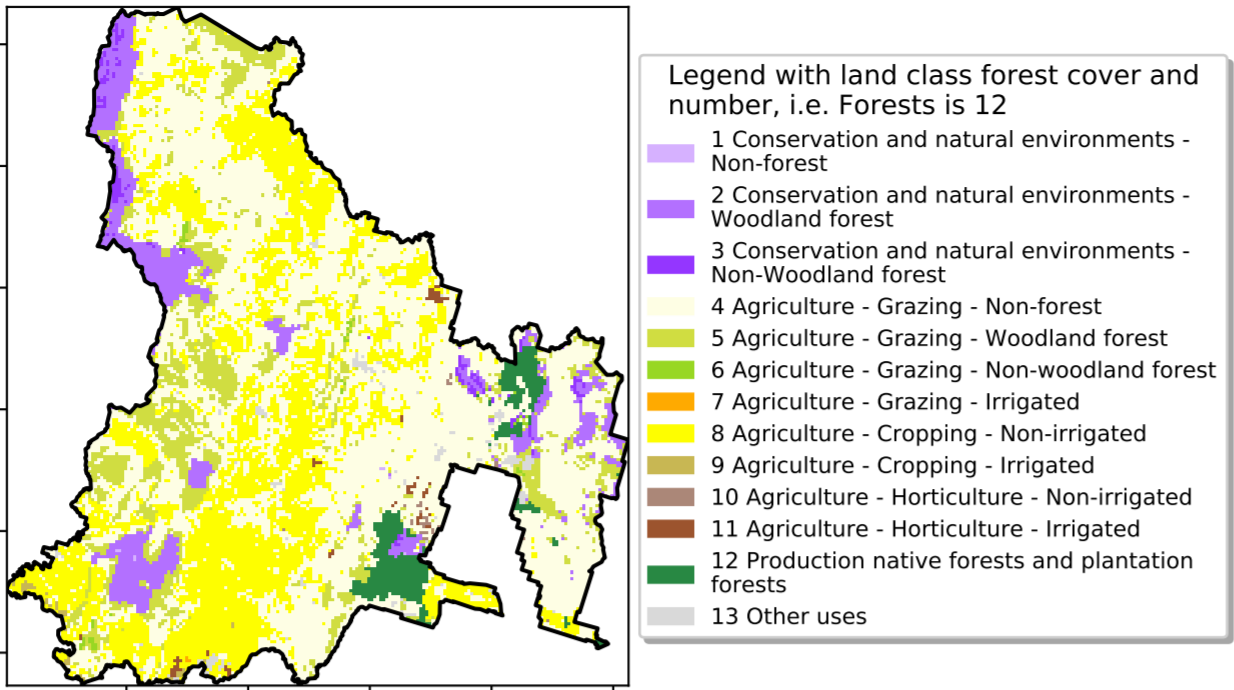 Legend with land class forest cover and
number, i.e. Forests is 12
1 Conservation and natural environments -
Non-forest
2 Conservation and natural environments -
Woodland forest
3 Conservation and natural environments -
Non-Woodland forest
4 Agriculture - Grazing - Non-forest
5 Agriculture - Grazing - Woodland forest
6 Agriculture - Grazing - Non-woodland forest
7 Agriculture - Grazing - Irrigated
8 Agriculture - Cropping - Non-irrigated
9 Agriculture - Cropping - Irrigated
10 Agriculture - Horticulture - Non-irrigated
11 Agriculture - Horticulture - Irrigated
12 Production native forests and plantation
forests
13 Other uses